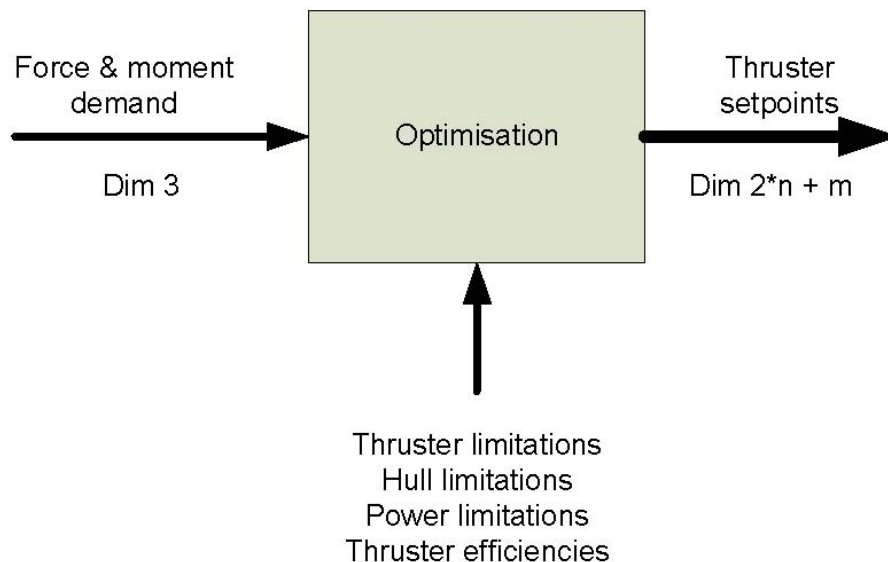 Force & moment
demand
Dim 3
Optimisation
Thruster
setpoints
Dim 2*n + m
Thruster limitations
Hull limitations
Power limitations
Thruster efficiencies